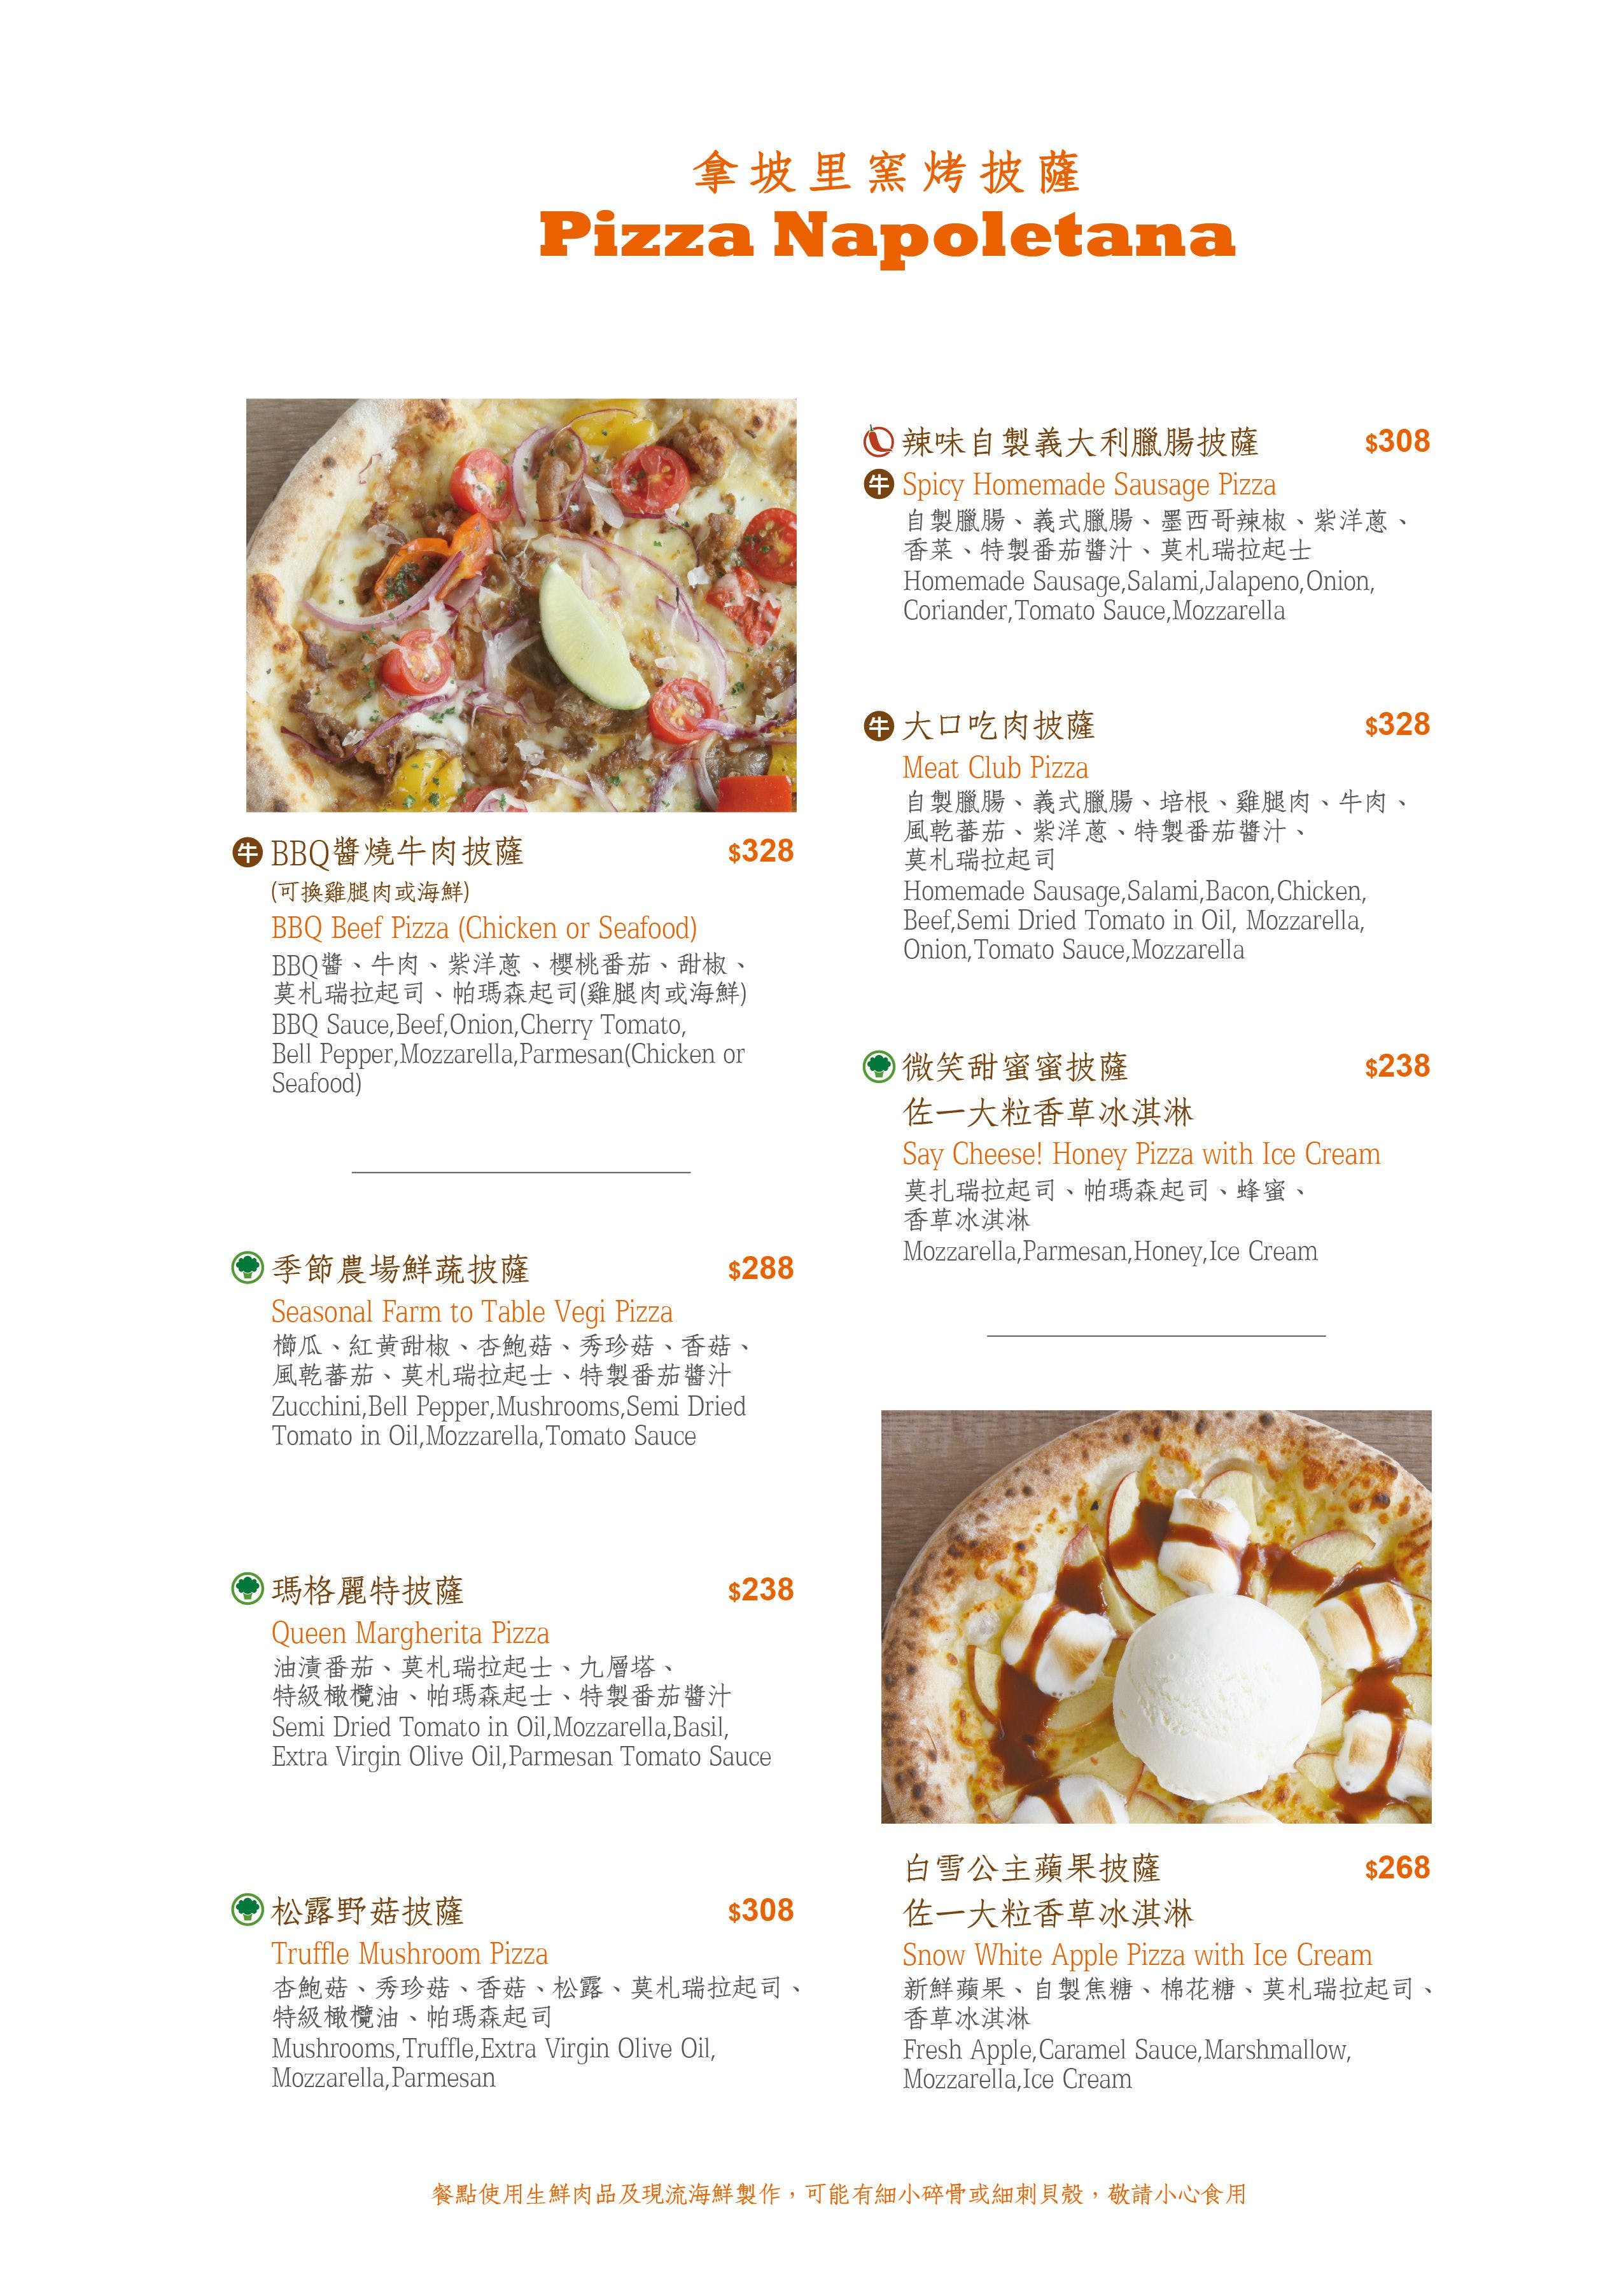 拿坡里窯烤披薩
Pizza Napoletana
牛 BBQ醬燒牛肉披薩 $328
(可換雞腿肉或海鮮)
BBQ Beef Pizza (Chicken or Seafood)
BBQ醬、牛肉、紫洋蔥、櫻桃番茄、甜椒、
莫札瑞拉起司、帕瑪森起司(雞腿肉或海鮮)
BBQ Sauce,Beef,Onion,Cherry Tomato,
Bell Pepper,Mozzarella,Parmesan(Chicken or
Seafood)
季節農場鮮蔬披薩 $288
Seasonal Farm to Table Vegi Pizza
櫛瓜、紅黃甜椒、杏鮑菇、秀珍菇、香菇、
風乾蕃茄、莫札瑞拉起士、特製番茄醬汁
Zucchini,Bell Pepper,Mushrooms,Semi Dried
Tomato in Oil,Mozzarella,Tomato Sauce
瑪格麗特披薩 $238
Queen Margherita Pizza
油漬番茄、莫札瑞拉起士、九層塔、
特級橄欖油、帕瑪森起士、特製番茄醬汁
Semi Dried Tomato in Oil,Mozzarella,Basil,
Extra Virgin Olive Oil,Parmesan Tomato Sauce
松露野菇披薩 $308
Truffle Mushroom Pizza
杏鮑菇、秀珍菇、香菇、松露、莫札瑞拉起司、
特級橄欖油、帕瑪森起司
Mushrooms,Truffle,Extra Virgin Olive Oil,
Mozzarella,Parmesan
辣味自製義大利臘腸披薩 $308
牛 Spicy Homemade Sausage Pizza
自製臘腸、義式臘腸、墨西哥辣椒、紫洋蔥、
香菜、特製番茄醬汁、莫札瑞拉起士
Homemade Sausage,Salami,Jalapeno,Onion,
Coriander,Tomato Sauce,Mozzarella
牛 大口吃肉披薩 $328
Meat Club Pizza
自製臘腸、義式臘腸、培根、雞腿肉、牛肉、
風乾蕃茄、紫洋蔥、特製番茄醬汁、
莫札瑞拉起司
Homemade Sausage,Salami,Bacon,Chicken,
Beef,Semi Dried Tomato in Oil, Mozzarella,
Onion,Tomato Sauce,Mozzarella
微笑甜蜜蜜披薩 $238
佐一大粒香草冰淇淋
Say Cheese! Honey Pizza with Ice Cream
莫扎瑞拉起司、帕瑪森起司、蜂蜜、
香草冰淇淋
Mozzarella,Parmesan,Honey,Ice Cream
白雪公主蘋果披薩 $268
佐一大粒香草冰淇淋
Snow White Apple Pizza with Ice Cream
新鮮蘋果、自製焦糖、棉花糖、莫札瑞拉起司、
香草冰淇淋
Fresh Apple,Caramel Sauce,Marshmallow,
Mozzarella,Ice Cream
餐點使用生鮮肉品及現流海鮮製作，可能有細小碎骨或細刺貝殼，敬請小心食用